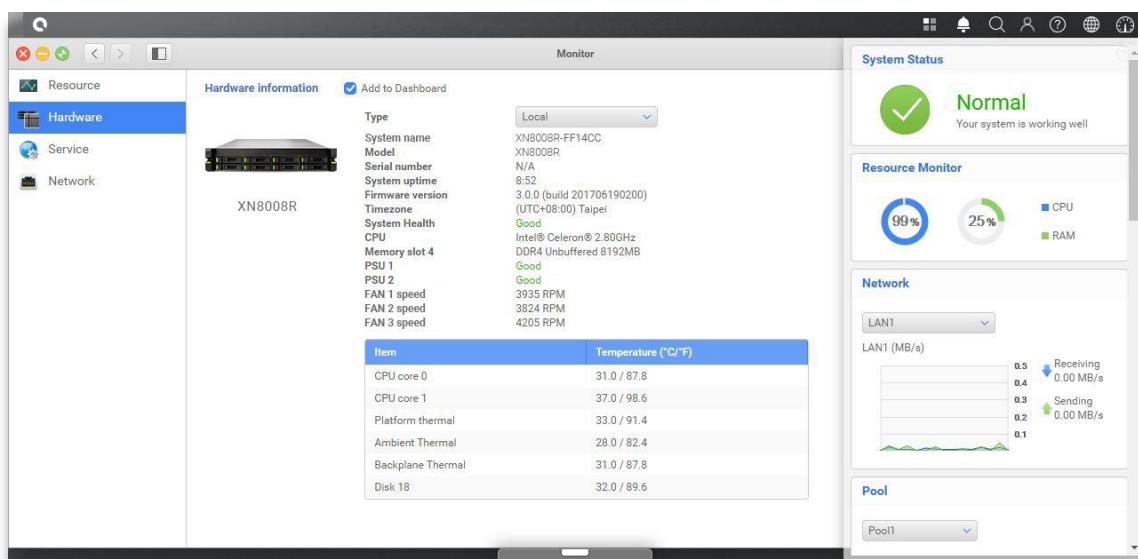 Monitor
Resource
Hardware
Service
Network
Hardware information
Add to Dashboard
XN8008R
Type Local
System name XN8008R-FF14CC
Model XN8008R
Serial number N/A
System uptime 8:52
Firmware version 3.0.0 (build 201706190200)
Timezone (UTC+08:00) Taipei
System Health Good
CPU Intel® Celeron® 2.80GHz
Memory slot 4 DDR4 Unbuffered 8192MB
PSU 1 Good
PSU 2 Good
FAN 1 speed 3935 RPM
FAN 2 speed 3824 RPM
FAN 3 speed 4205 RPM
Item Temperature (°C/°F)
CPU core 0 31.0 / 87.8
CPU core 1 37.0 / 98.6
Platform thermal 33.0 / 91.4
Ambient Thermal 28.0 / 82.4
Backplane Thermal 31.0 / 87.8
Disk 18 32.0 / 89.6
System Status
Normal
Your system is working well
Resource Monitor
99%
25%
CPU
RAM
Network
LAN1
LAN1 (MB/s)
0.5
0.4
0.3
0.2
0.1
Receiving
0.00 MB/s
Sending
0.00 MB/s
Pool
Pool1